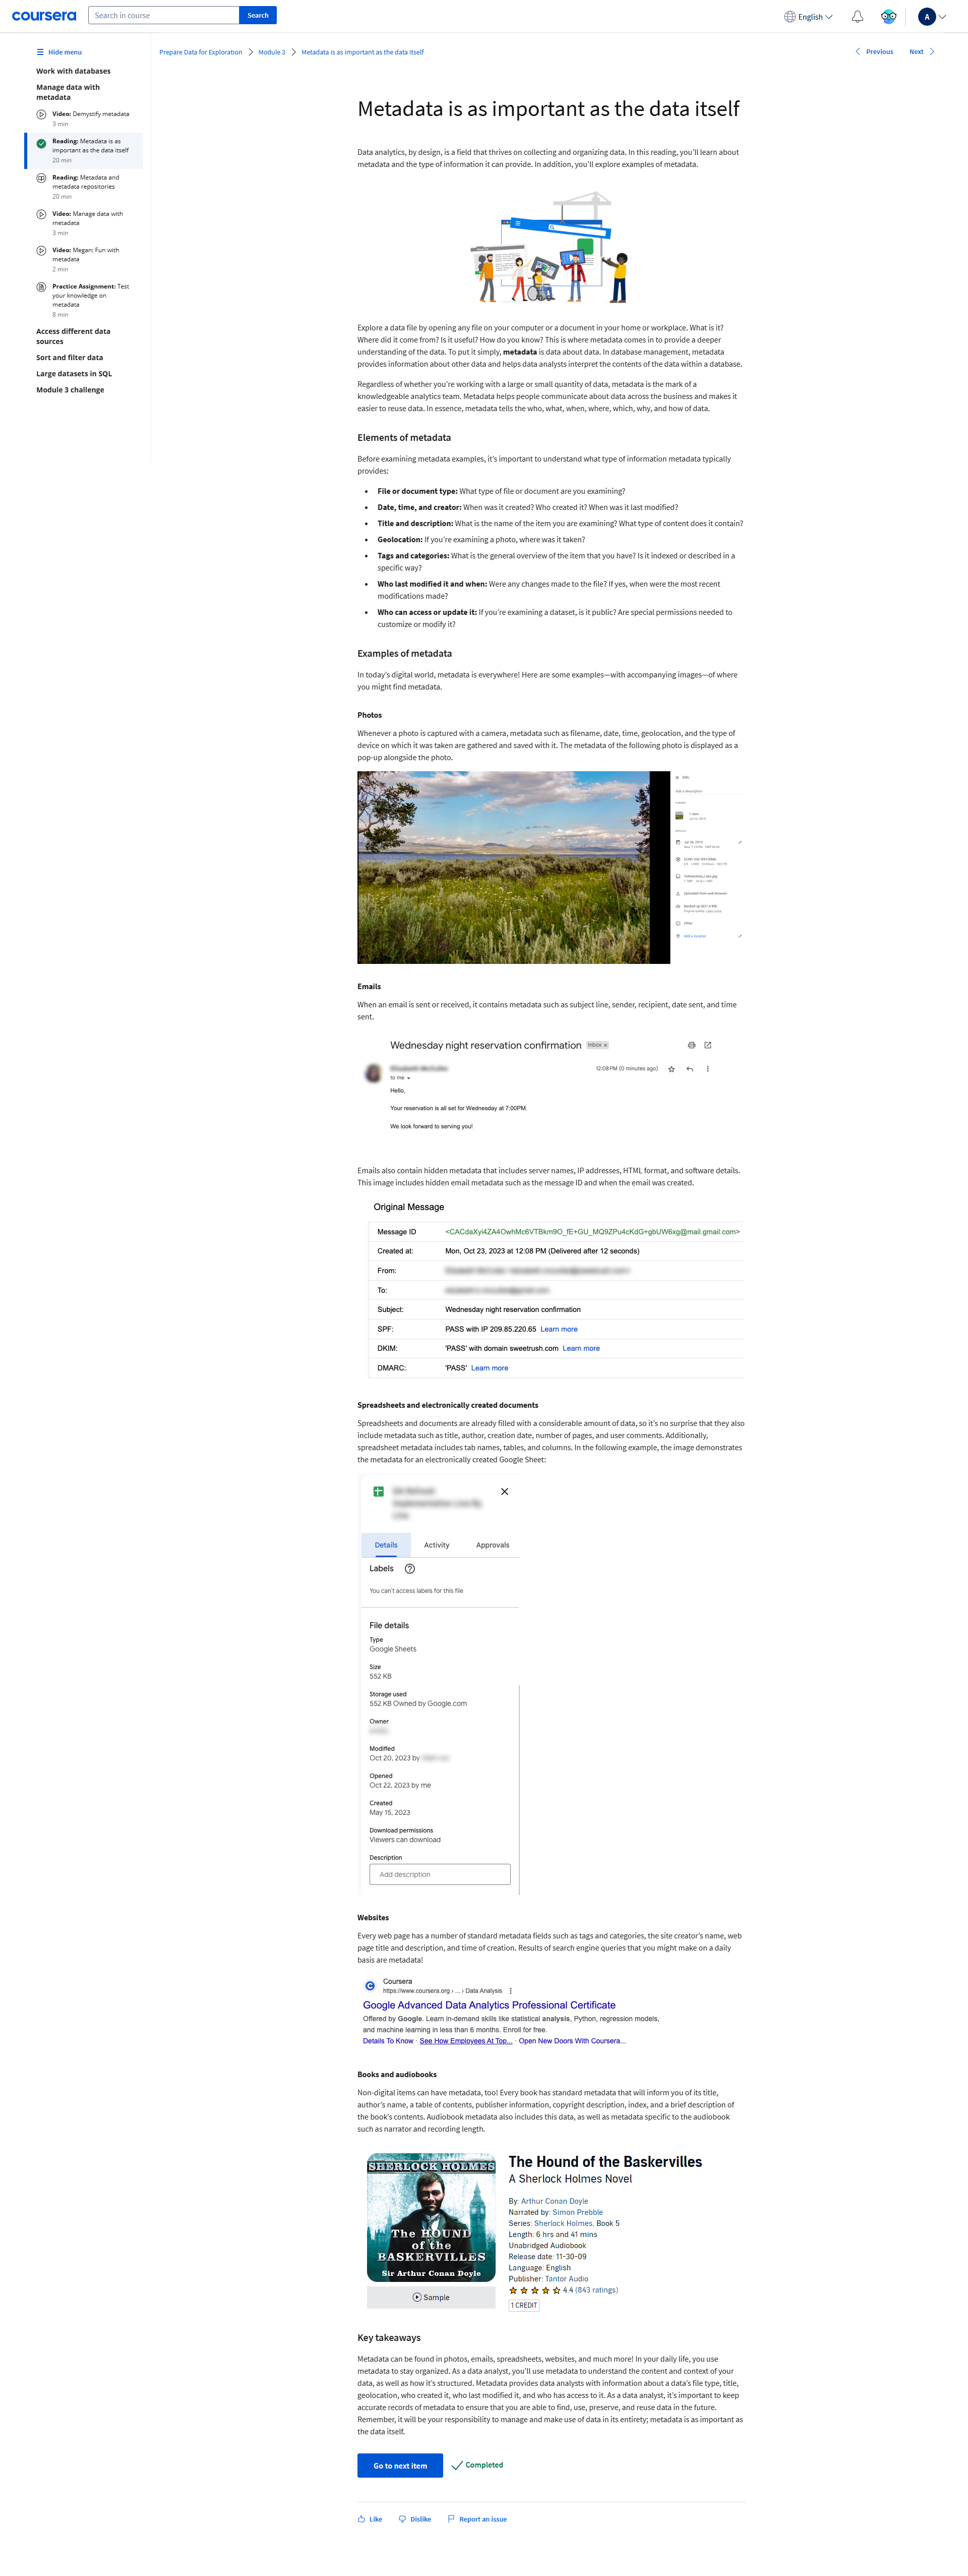 coursera
Search in course
Search
English
A
Hide menu
Prepare Data for Exploration
Module 3
Metadata is as important as the data itself
Previous
Next
Work with databases
Manage data with
metadata
Video: Demystify metadata
3 min
Reading: Metadata is as
important as the data itself
20 min
Reading: Metadata and
metadata repositories
20 min
Video: Manage data with
metadata
3 min
Video: Megan: Fun with
metadata
2 min
Practice Assignment: Test
your knowledge on
metadata
8 min
Access different data
sources
Sort and filter data
Large datasets in SQL
Module 3 challenge
Metadata is as important as the data itself
Data analytics, by design, is a field that thrives on collecting and organizing data. In this reading, you'll learn about
metadata and the type of information it can provide. In addition, you'll explore examples of metadata.
Explore a data file by opening any file on your computer or a document in your home or workplace. What is it?
Where did it come from? Is it useful? How do you know? This is where metadata comes in to provide a deeper
understanding of the data. To put it simply, metadata is data about data. In database management, metadata
provides information about other data and helps data analysts interpret the contents of the data within a database.
Regardless of whether you're working with a large or small quantity of data, metadata is the mark of a
knowledgeable analytics team. Metadata helps people communicate about data across the business and makes it
easier to reuse data. In essence, metadata tells the who, what, when, where, which, why, and how of data.
Elements of metadata
Before examining metadata examples, it's important to understand what type of information metadata typically
provides:
• File or document type: What type of file or document are you examining?
• Date, time, and creator: When was it created? Who created it? When was it last modified?
• Title and description: What is the name of the item you are examining? What type of content does it contain?
• Geolocation: If you're examining a photo, where was it taken?
• Tags and categories: What is the general overview of the item that you have? Is it indexed or described in a
specific way?
• Who last modified it and when: Were any changes made to the file? If yes, when were the most recent
modifications made?
• Who can access or update it: If you're examining a dataset, is it public? Are special permissions needed to
customize or modify it?
Examples of metadata
In today's digital world, metadata is everywhere! Here are some examples—with accompanying images—of where
you might find metadata.
Photos
Whenever a photo is captured with a camera, metadata such as filename, date, time, geolocation, and the type of
device on which it was taken are gathered and saved with it. The metadata of the following photo is displayed as a
pop-up alongside the photo.
Info
Add a description
Uploaded from web browser
Add a location
Emails
When an email is sent or received, it contains metadata such as subject line, sender, recipient, date sent, and time
sent.
Wednesday night reservation confirmation
Inbox ×
12:08 PM (0 minutes ago)
to me
Hello,
Your reservation is all set for Wednesday at 7:00PM.
We look forward to serving you!
Emails also contain hidden metadata that includes server names, IP addresses, HTML format, and software details.
This image includes hidden email metadata such as the message ID and when the email was created.
Original Message
Message ID <CACdaXyi4ZA4OwhMc6VTBkm9O_fE+GU_MQ9ZPu4cKdG+gbUW6xg@mail.gmail.com>
Created at: Mon, Oct 23, 2023 at 12:08 PM (Delivered after 12 seconds)
From:
To:
Subject: Wednesday night reservation confirmation
SPF: PASS with IP 209.85.220.65 Learn more
DKIM: 'PASS' with domain sweetrush.com Learn more
DMARC: 'PASS' Learn more
Spreadsheets and electronically created documents
Spreadsheets and documents are already filled with a considerable amount of data, so it's no surprise that they also
include metadata such as title, author, creation date, number of pages, and user comments. Additionally,
spreadsheet metadata includes tab names, tables, and columns. In the following example, the image demonstrates
the metadata for an electronically created Google Sheet:
Details
Activity
Approvals
Labels
You can't access labels for this file
File details
Type
Google Sheets
Size
552 KB
Storage used
552 KB Owned by Google.com
Owner
Modified
Oct 20, 2023 by
Opened
Oct 22, 2023 by me
Created
May 15, 2023
Download permissions
Viewers can download
Description
Add description
Websites
Every web page has a number of standard metadata fields such as tags and categories, the site creator's name, web
page title and description, and time of creation. Results of search engine queries that you might make on a daily
basis are metadata!
Coursera
https://www.coursera.org › ... › Data Analysis
Google Advanced Data Analytics Professional Certificate
Offered by Google. Learn in-demand skills like statistical analysis, Python, regression models,
and machine learning in less than 6 months. Enroll for free.
Details To Know · See How Employees At Top... · Open New Doors With Coursera...
Books and audiobooks
Non-digital items can have metadata, too! Every book has standard metadata that will inform you of its title,
author's name, a table of contents, publisher information, copyright description, index, and a brief description of
the book's contents. Audiobook metadata also includes this data, as well as metadata specific to the audiobook
such as narrator and recording length.
SHERLOCK HOLMES
THE HOUND
of the
BASKERVILLES
Sir Arthur Conan Doyle
Sample
The Hound of the Baskervilles
A Sherlock Holmes Novel
By: Arthur Conan Doyle
Narrated by: Simon Prebble
Series: Sherlock Holmes, Book 5
Length: 6 hrs and 41 mins
Unabridged Audiobook
Release date: 11-30-09
Language: English
Publisher: Tantor Audio
4.4 (843 ratings)
1 CREDIT
Key takeaways
Metadata can be found in photos, emails, spreadsheets, websites, and much more! In your daily life, you use
metadata to stay organized. As a data analyst, you'll use metadata to understand the content and context of your
data, as well as how it's structured. Metadata provides data analysts with information about a data's file type, title,
geolocation, who created it, who last modified it, and who has access to it. As a data analyst, it's important to keep
accurate records of metadata to ensure that you are able to find, use, preserve, and reuse data in the future.
Remember, it will be your responsibility to manage and make use of data in its entirety; metadata is as important as
the data itself.
Go to next item
Completed
Like
Dislike
Report an issue